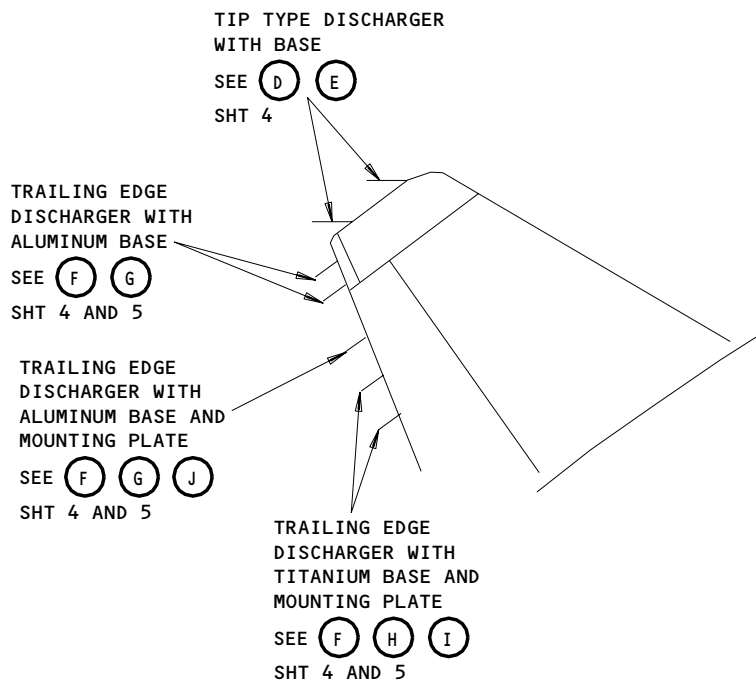 TIP TYPE DISCHARGER
WITH BASE
SEE D E
SHT 4
TRAILING EDGE
DISCHARGER WITH
ALUMINUM BASE
SEE F G
SHT 4 AND 5
TRAILING EDGE
DISCHARGER WITH
ALUMINUM BASE AND
MOUNTING PLATE
SEE F G J
SHT 4 AND 5
TRAILING EDGE
DISCHARGER WITH
TITANIUM BASE AND
MOUNTING PLATE
SEE F H I
SHT 4 AND 5